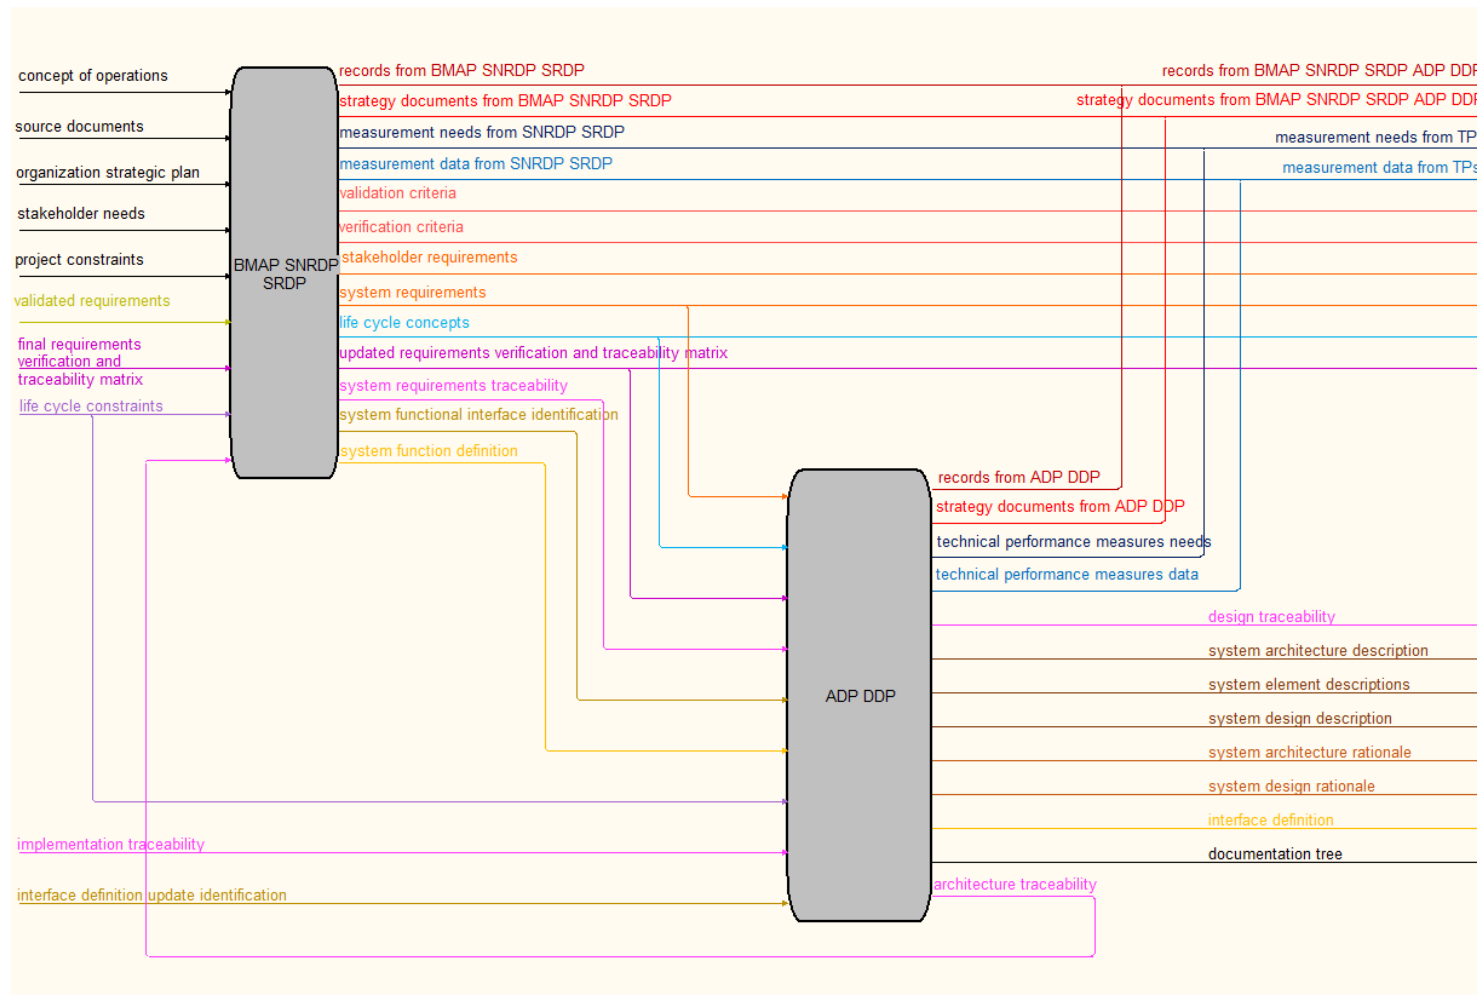 concept of operations
source documents
organization strategic plan
stakeholder needs
project constraints
validated requirements
final requirements
verification and
traceability matrix
life cycle constraints
BMAP SNRDP
SRDP
records from BMAP SNRDP SRDP
strategy documents from BMAP SNRDP SRDP
measurement needs from SNRDP SRDP
measurement data from SNRDP SRDP
validation criteria
verification criteria
stakeholder requirements
system requirements
life cycle concepts
updated requirements verification and traceability matrix
system requirements traceability
system functional interface identification
system function definition
records from BMAP SNRDP SRDP ADP DDP
strategy documents from BMAP SNRDP SRDP ADP DDP
measurement needs from TP
measurement data from TPs
records from ADP DDP
strategy documents from ADP DDP
technical performance measures needs
technical performance measures data
ADP DDP
design traceability
system architecture description
system element descriptions
system design description
system architecture rationale
system design rationale
interface definition
documentation tree
architecture traceability
implementation traceability
interface definition update identification